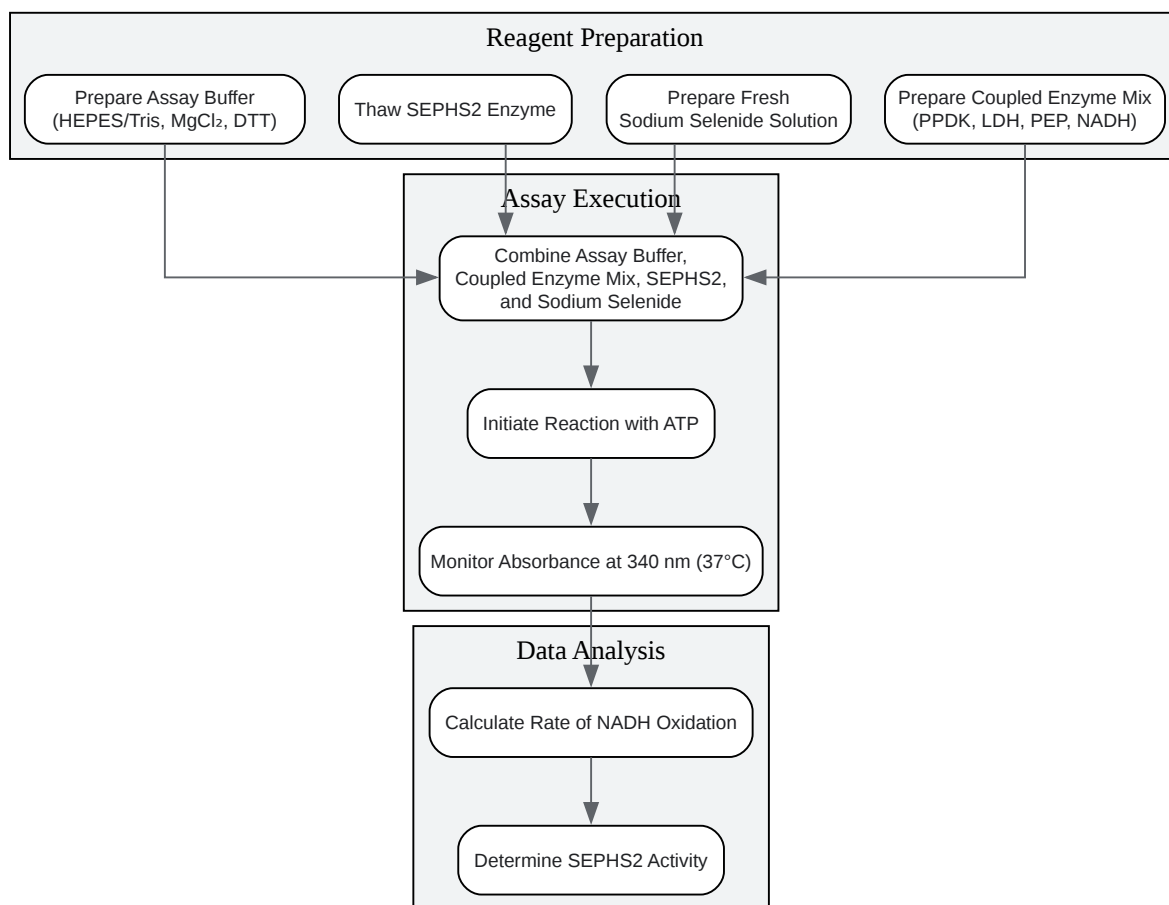 Reagent Preparation
Prepare Assay Buffer
(HEPES/Tris, MgCl₂, DTT)
Thaw SEPHS2 Enzyme
Prepare Fresh
Sodium Selenide Solution
Prepare Coupled Enzyme Mix
(PPDK, LDH, PEP, NADH)
Assay Execution
Combine Assay Buffer,
Coupled Enzyme Mix, SEPHS2,
and Sodium Selenide
Initiate Reaction with ATP
Monitor Absorbance at 340 nm (37°C)
Data Analysis
Calculate Rate of NADH Oxidation
Determine SEPHS2 Activity